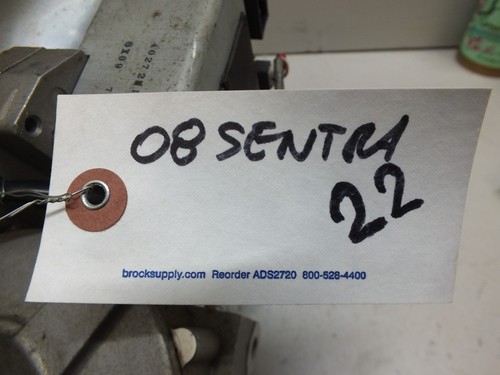 08 SENTRA
22
brocksupply.com Reorder ADS2720 800-528-4400